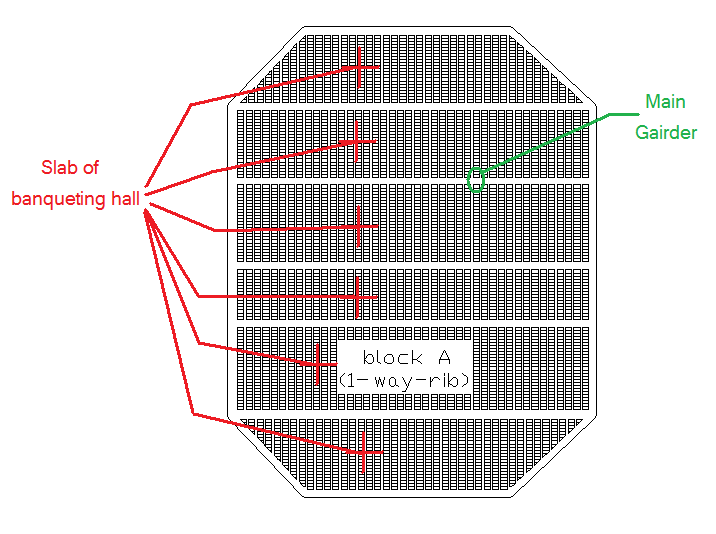 Main
Gairder
Slab of
banqueting hall
block A
(1-way-rib)